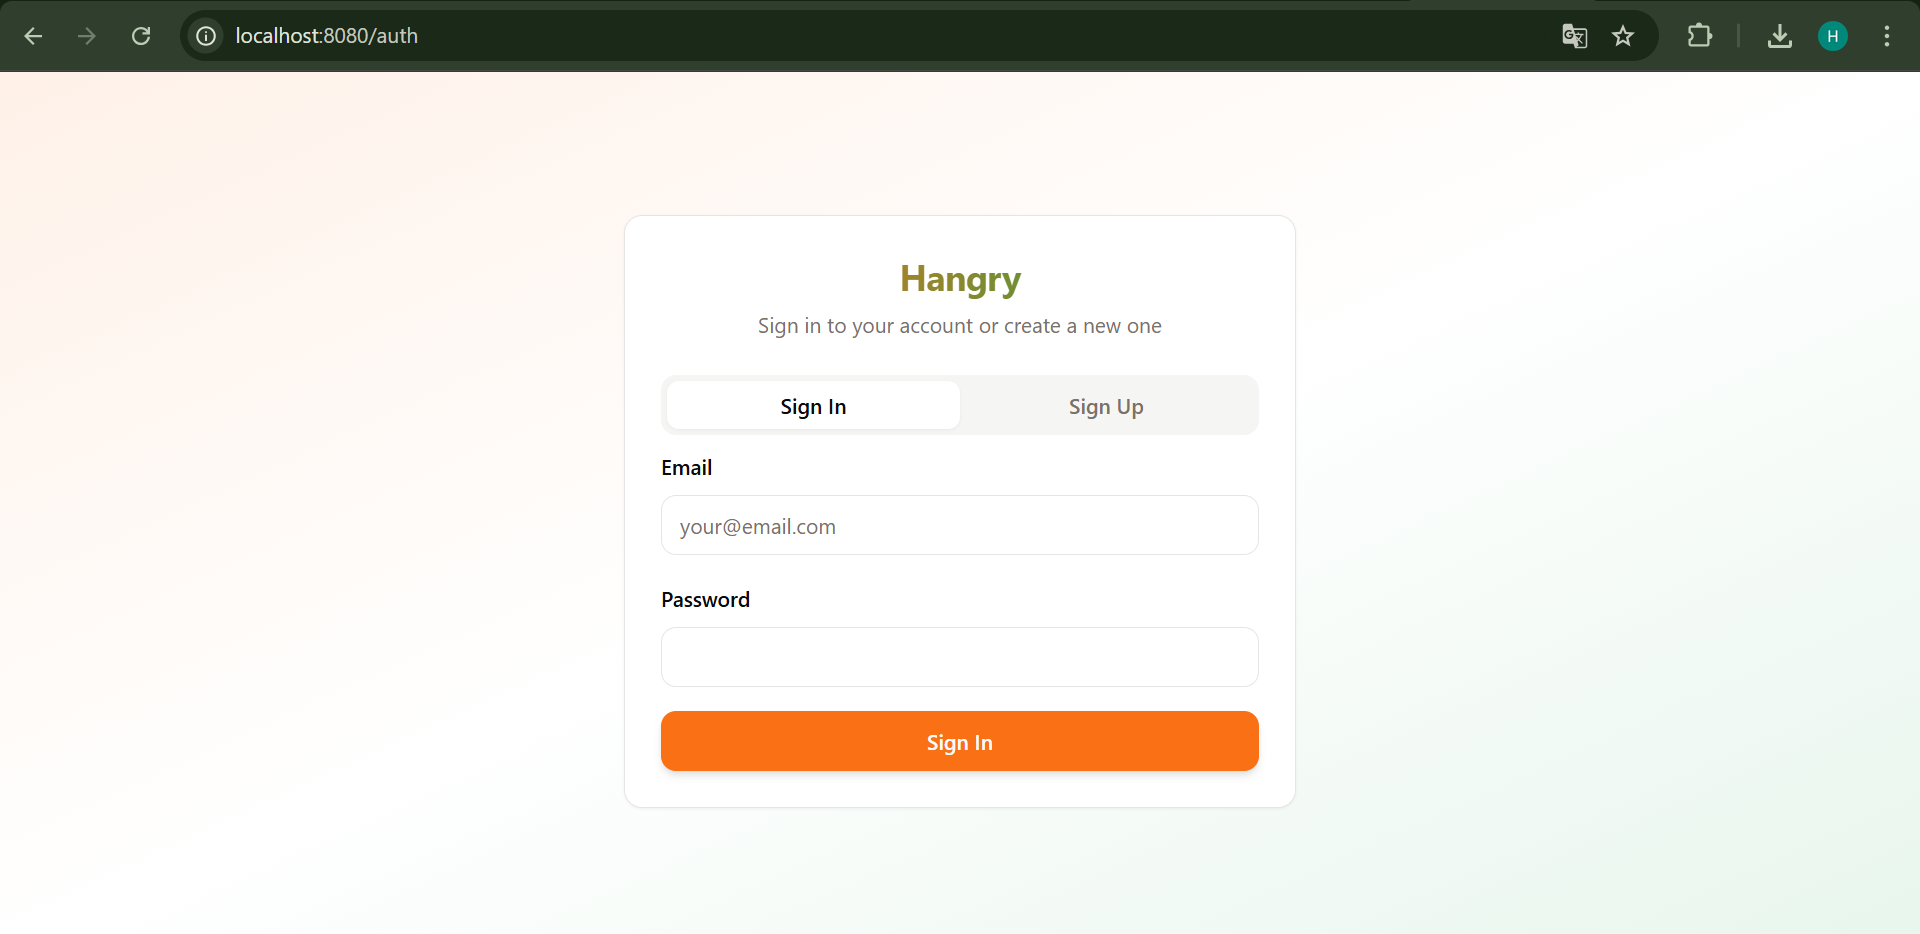 localhost:8080/auth
H
Hangry
Sign in to your account or create a new one
Sign In
Sign Up
Email
your@email.com
Password
Sign In